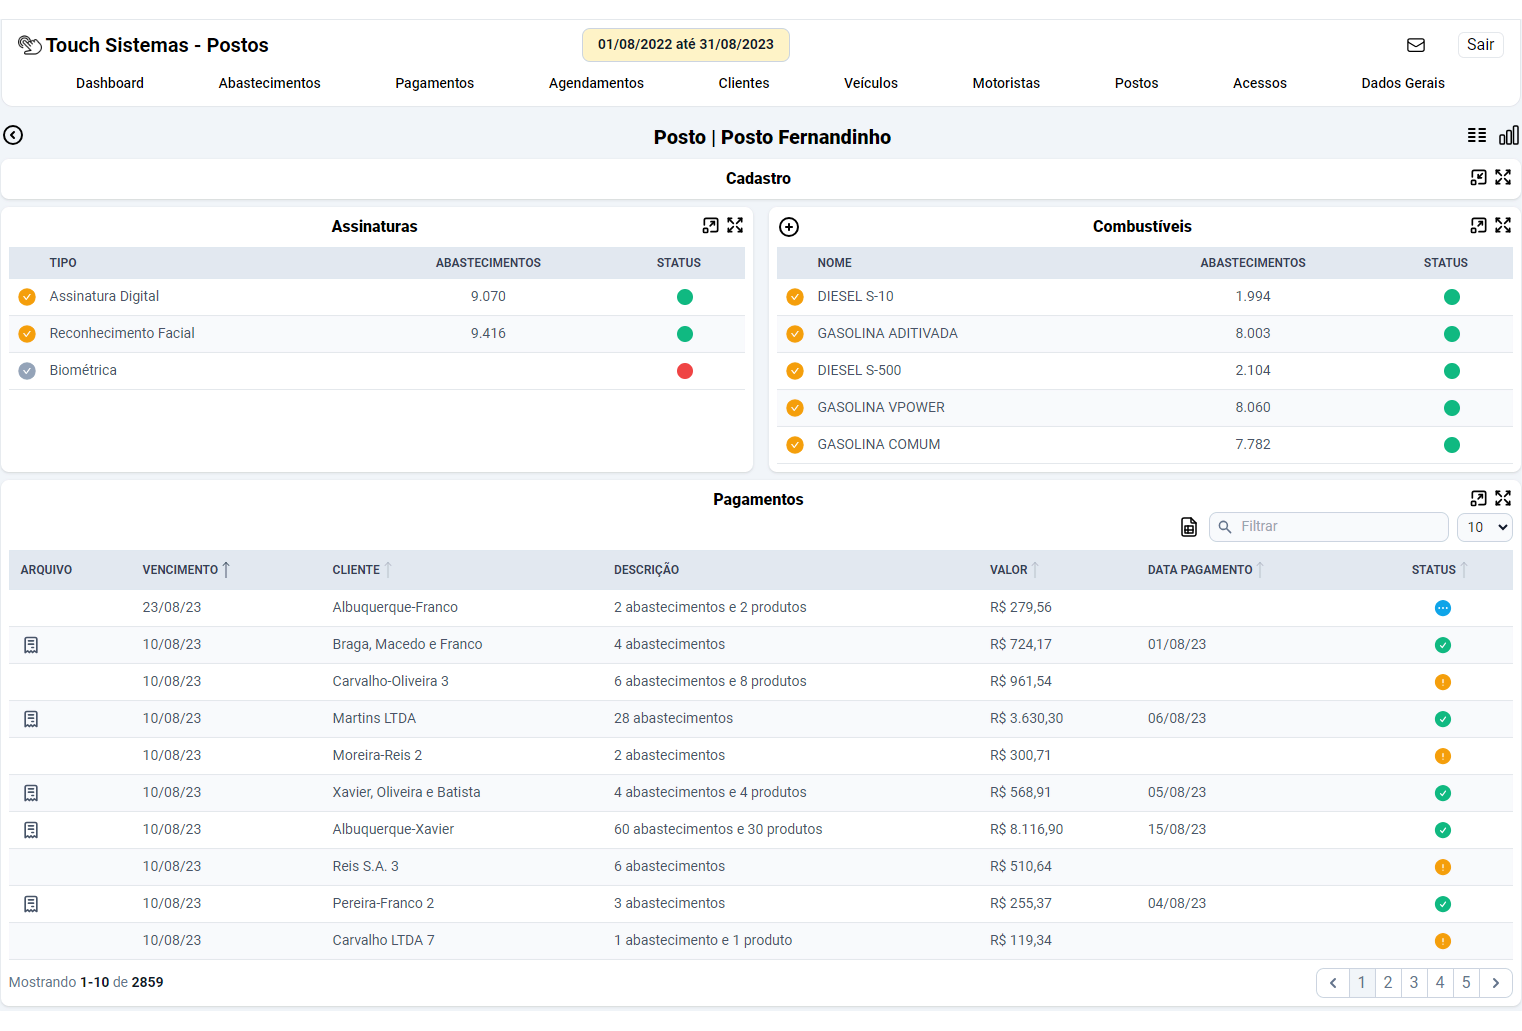 Touch Sistemas - Postos
01/08/2022 até 31/08/2023
Sair
Dashboard Abastecimentos Pagamentos Agendamentos Clientes Veículos Motoristas Postos Acessos Dados Gerais
Posto | Posto Fernandinho
Cadastro
Assinaturas
TIPO ABASTECIMENTOS STATUS
Assinatura Digital 9.070
Reconhecimento Facial 9.416
Biométrica
Combustíveis
NOME ABASTECIMENTOS STATUS
DIESEL S-10 1.994
GASOLINA ADITIVADA 8.003
DIESEL S-500 2.104
GASOLINA VPOWER 8.060
GASOLINA COMUM 7.782
Pagamentos
Filtrar 10
ARQUIVO VENCIMENTO CLIENTE DESCRIÇÃO VALOR DATA PAGAMENTO STATUS
23/08/23 Albuquerque-Franco 2 abastecimentos e 2 produtos R$ 279,56
10/08/23 Braga, Macedo e Franco 4 abastecimentos R$ 724,17 01/08/23
10/08/23 Carvalho-Oliveira 3 6 abastecimentos e 8 produtos R$ 961,54
10/08/23 Martins LTDA 28 abastecimentos R$ 3.630,30 06/08/23
10/08/23 Moreira-Reis 2 2 abastecimentos R$ 300,71
10/08/23 Xavier, Oliveira e Batista 4 abastecimentos e 4 produtos R$ 568,91 05/08/23
10/08/23 Albuquerque-Xavier 60 abastecimentos e 30 produtos R$ 8.116,90 15/08/23
10/08/23 Reis S.A. 3 6 abastecimentos R$ 510,64
10/08/23 Pereira-Franco 2 3 abastecimentos R$ 255,37 04/08/23
10/08/23 Carvalho LTDA 7 1 abastecimento e 1 produto R$ 119,34
Mostrando 1-10 de 2859
1 2 3 4 5